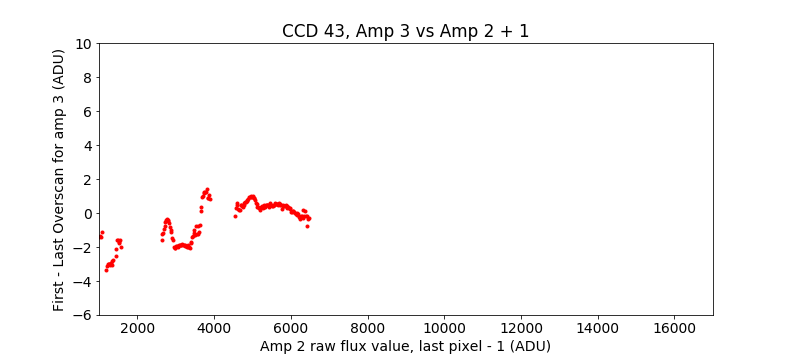 CCD 43, Amp 3 vs Amp 2 + 1
First - Last Overscan for amp 3 (ADU)
10
8
6
4
2
0
−2
−4
−6
2000 4000 6000 8000 10000 12000 14000 16000
Amp 2 raw flux value, last pixel - 1 (ADU)